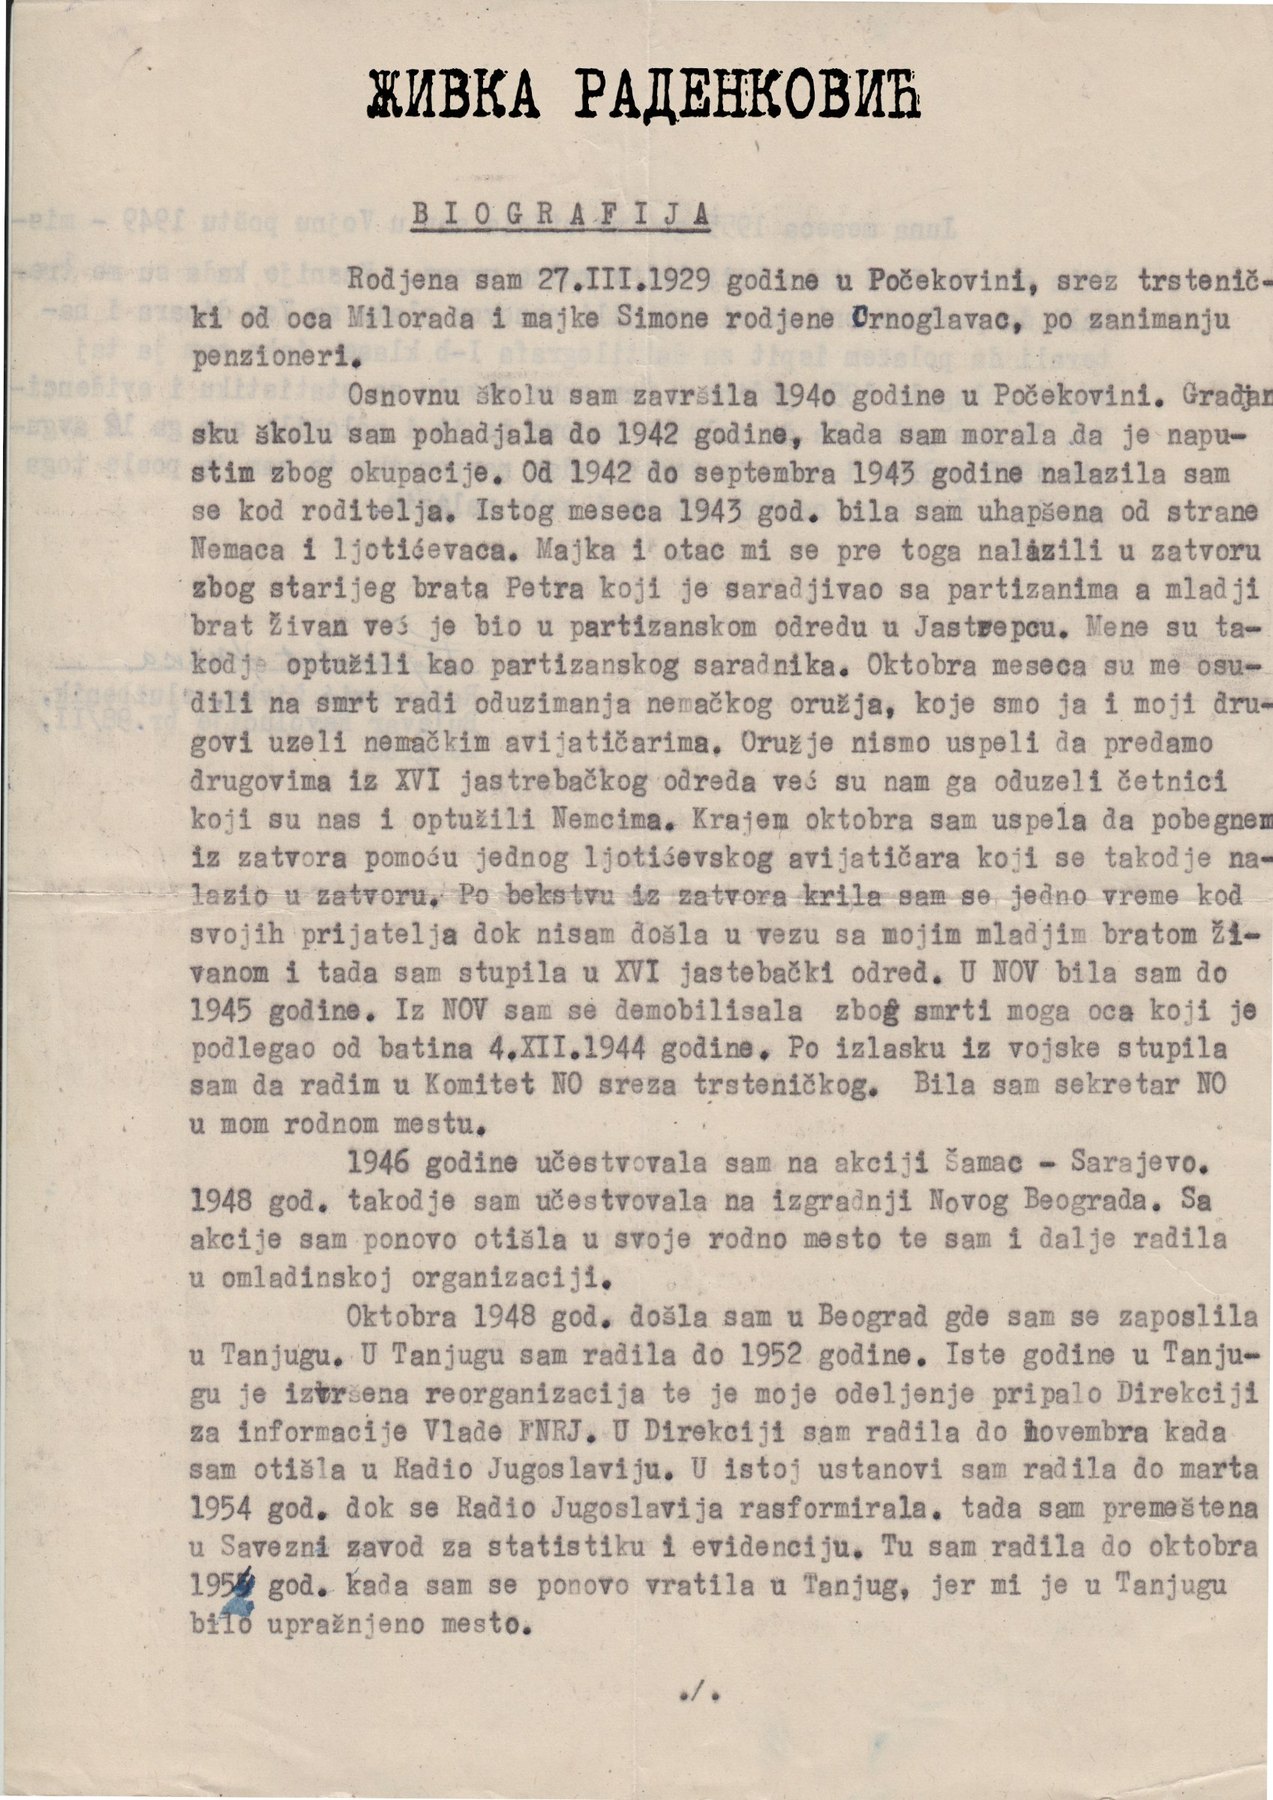 ЖИВКА РАДЕНКОВИЋ
B I O G R A F I J A
Rodjena sam 27.III.1929 godine u Počekovini, srez trstenič-
ki od oca Milorada i majke Simone rodjene Crnoglavac, po zanimanju
penzioneri.
Osnovnu školu sam završila 194o godine u Počekovini. Gradjan
sku školu sam pohadjala do 1942 godine, kada sam morala da je napu-
stim zbog okupacije. Od 1942 do septembra 1943 godine nalazila sam
se kod roditelja. Istog meseca 1943 god. bila sam uhapšena od strane
Nemaca i ljotićevaca. Majka i otac mi se pre toga nalazili u zatvoru
zbog starijeg brata Petra koji je saradjivao sa partizanima a mladji
brat Živan već je bio u partizanskom odredu u Jastrepcu. Mene su ta-
kodje optužili kao partizanskog saradnika. Oktobra meseca su me osu-
dili na smrt radi oduzimanja nemačkog oružja, koje smo ja i moji dru-
govi uzeli nemačkim avijatičarima. Oružje nismo uspeli da predamo
drugovima iz XVI jastrebačkog odreda već su nam ga oduzeli četnici
koji su nas i optužili Nemcima. Krajem oktobra sam uspela da pobegnem
iz zatvora pomoću jednog ljotićevskog avijatičara koji se takodje na-
lazio u zatvoru. Po bekstvu iz zatvora krila sam se jedno vreme kod
svojih prijatelja dok nisam došla u vezu sa mojim mladjim bratom Ži-
vanom i tada sam stupila u XVI jastebački odred. U NOV bila sam do
1945 godine. Iz NOV sam se demobilisala zbog smrti moga oca koji je
podlegao od batina 4.XII.1944 godine. Po izlasku iz vojske stupila
sam da radim u Komitet NO sreza trsteničkog. Bila sam sekretar NO
u mom rodnom mestu.
1946 godine učestvovala sam na akciji Šamac - Sarajevo.
1948 god. takodje sam učestvovala na izgradnji Novog Beograda. Sa
akcije sam ponovo otišla u svoje rodno mesto te sam i dalje radila
u omladinskoj organizaciji.
Oktobra 1948 god. došla sam u Beograd gde sam se zaposlila
u Tanjugu. U Tanjugu sam radila do 1952 godine. Iste godine u Tanju-
gu je izvršena reorganizacija te je moje odeljenje pripalo Direkciji
za informacije Vlade FNRJ. U Direkciji sam radila do novembra kada
sam otišla u Radio Jugoslaviju. U istoj ustanovi sam radila do marta
1954 god. dok se Radio Jugoslavija rasformirala. tada sam premeštena
u Savezni zavod za statistiku i evidenciju. Tu sam radila do oktobra
god. kada sam se ponovo vratila u Tanjug, jer mi je u Tanjugu
bilo upražnjeno mesto.
./.